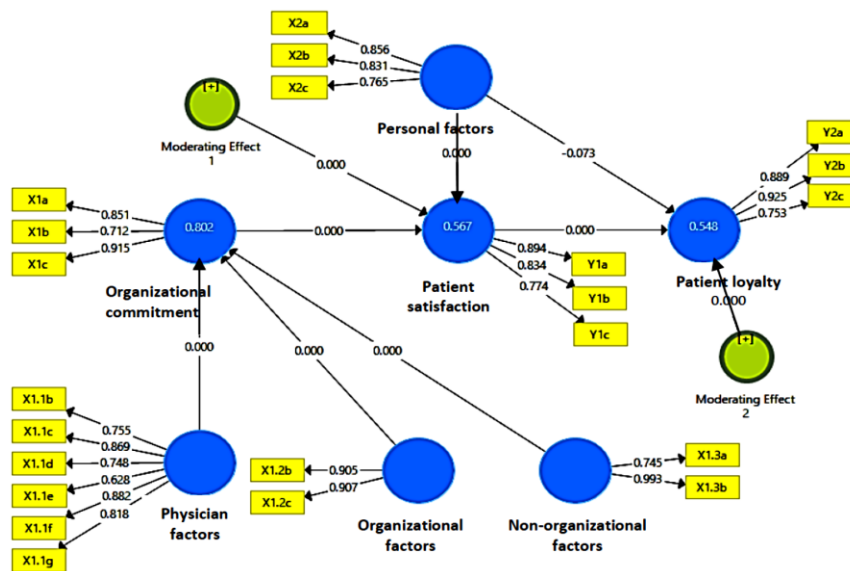 X2a
0.856
X2b
0.831
X2c
0.765
Personal factors
[+]
Moderating Effect
1
0.000
0.000
-0.073
Y2a
Y2b
Y2c
0.889
0.925
0.753
X1a
X1b
X1c
0.851
0.712
0.915
0.802
Organizational
commitment
0.000
0.567
Patient
satisfaction
0.894
0.834
0.774
Y1a
Y1b
Y1c
0.000
0.548
Patient loyalty
0.000
[+]
Moderating Effect
2
0.000
0.000
0.000
X1.1b
X1.1c
X1.1d
X1.1e
X1.1f
X1.1g
0.755
0.869
0.748
0.628
0.882
0.818
Physician
factors
X1.2b
X1.2c
0.905
0.907
Organizational
factors
0.745
0.993
X1.3a
X1.3b
Non-organizational
factors